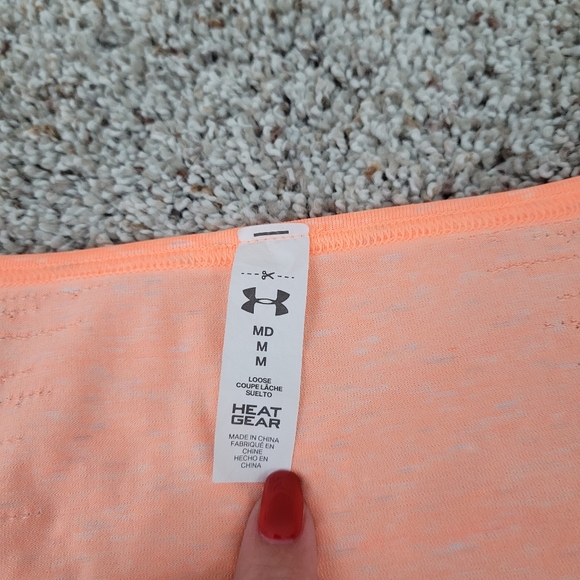 MD
M
M
LOOSE
COUPE LÂCHE
SUELTO
HEAT
GEAR
MADE IN CHINA
FABRIQUÉ EN
CHINE
HECHO EN
CHINA